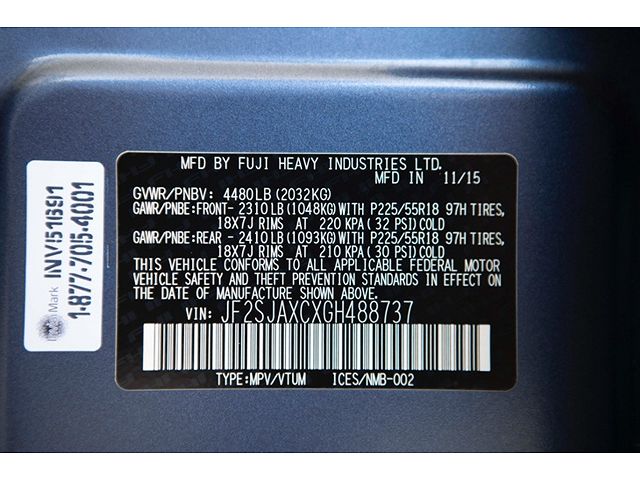 MFD BY FUJI HEAVY INDUSTRIES LTD.
MFD IN 11/15
GVWR/PNBV: 4480LB (2032KG)
GAWR/PNBE:FRONT-2310LB(1048KG)WITH P225/55R18 97H TIRES,
18X7J RIMS AT 220 KPA(32 PSI)COLD
GAWR/PNBE:REAR -2410LB(1093KG)WITH P225/55R18 97H TIRES,
18X7J RIMS AT 210 KPA(30 PSI)COLD
THIS VEHICLE CONFORMS TO ALL APPLICABLE FEDERAL MOTOR
VEHICLE SAFETY AND THEFT PREVENTION STANDARDS IN EFFECT ON
THE DATE OF MANUFACTURE SHOWN ABOVE.
VIN: JF2SJAXCXGH488737
TYPE:MPV/VTUM ICES/NMB-002
Mark
INV51691
1-877-705-4001